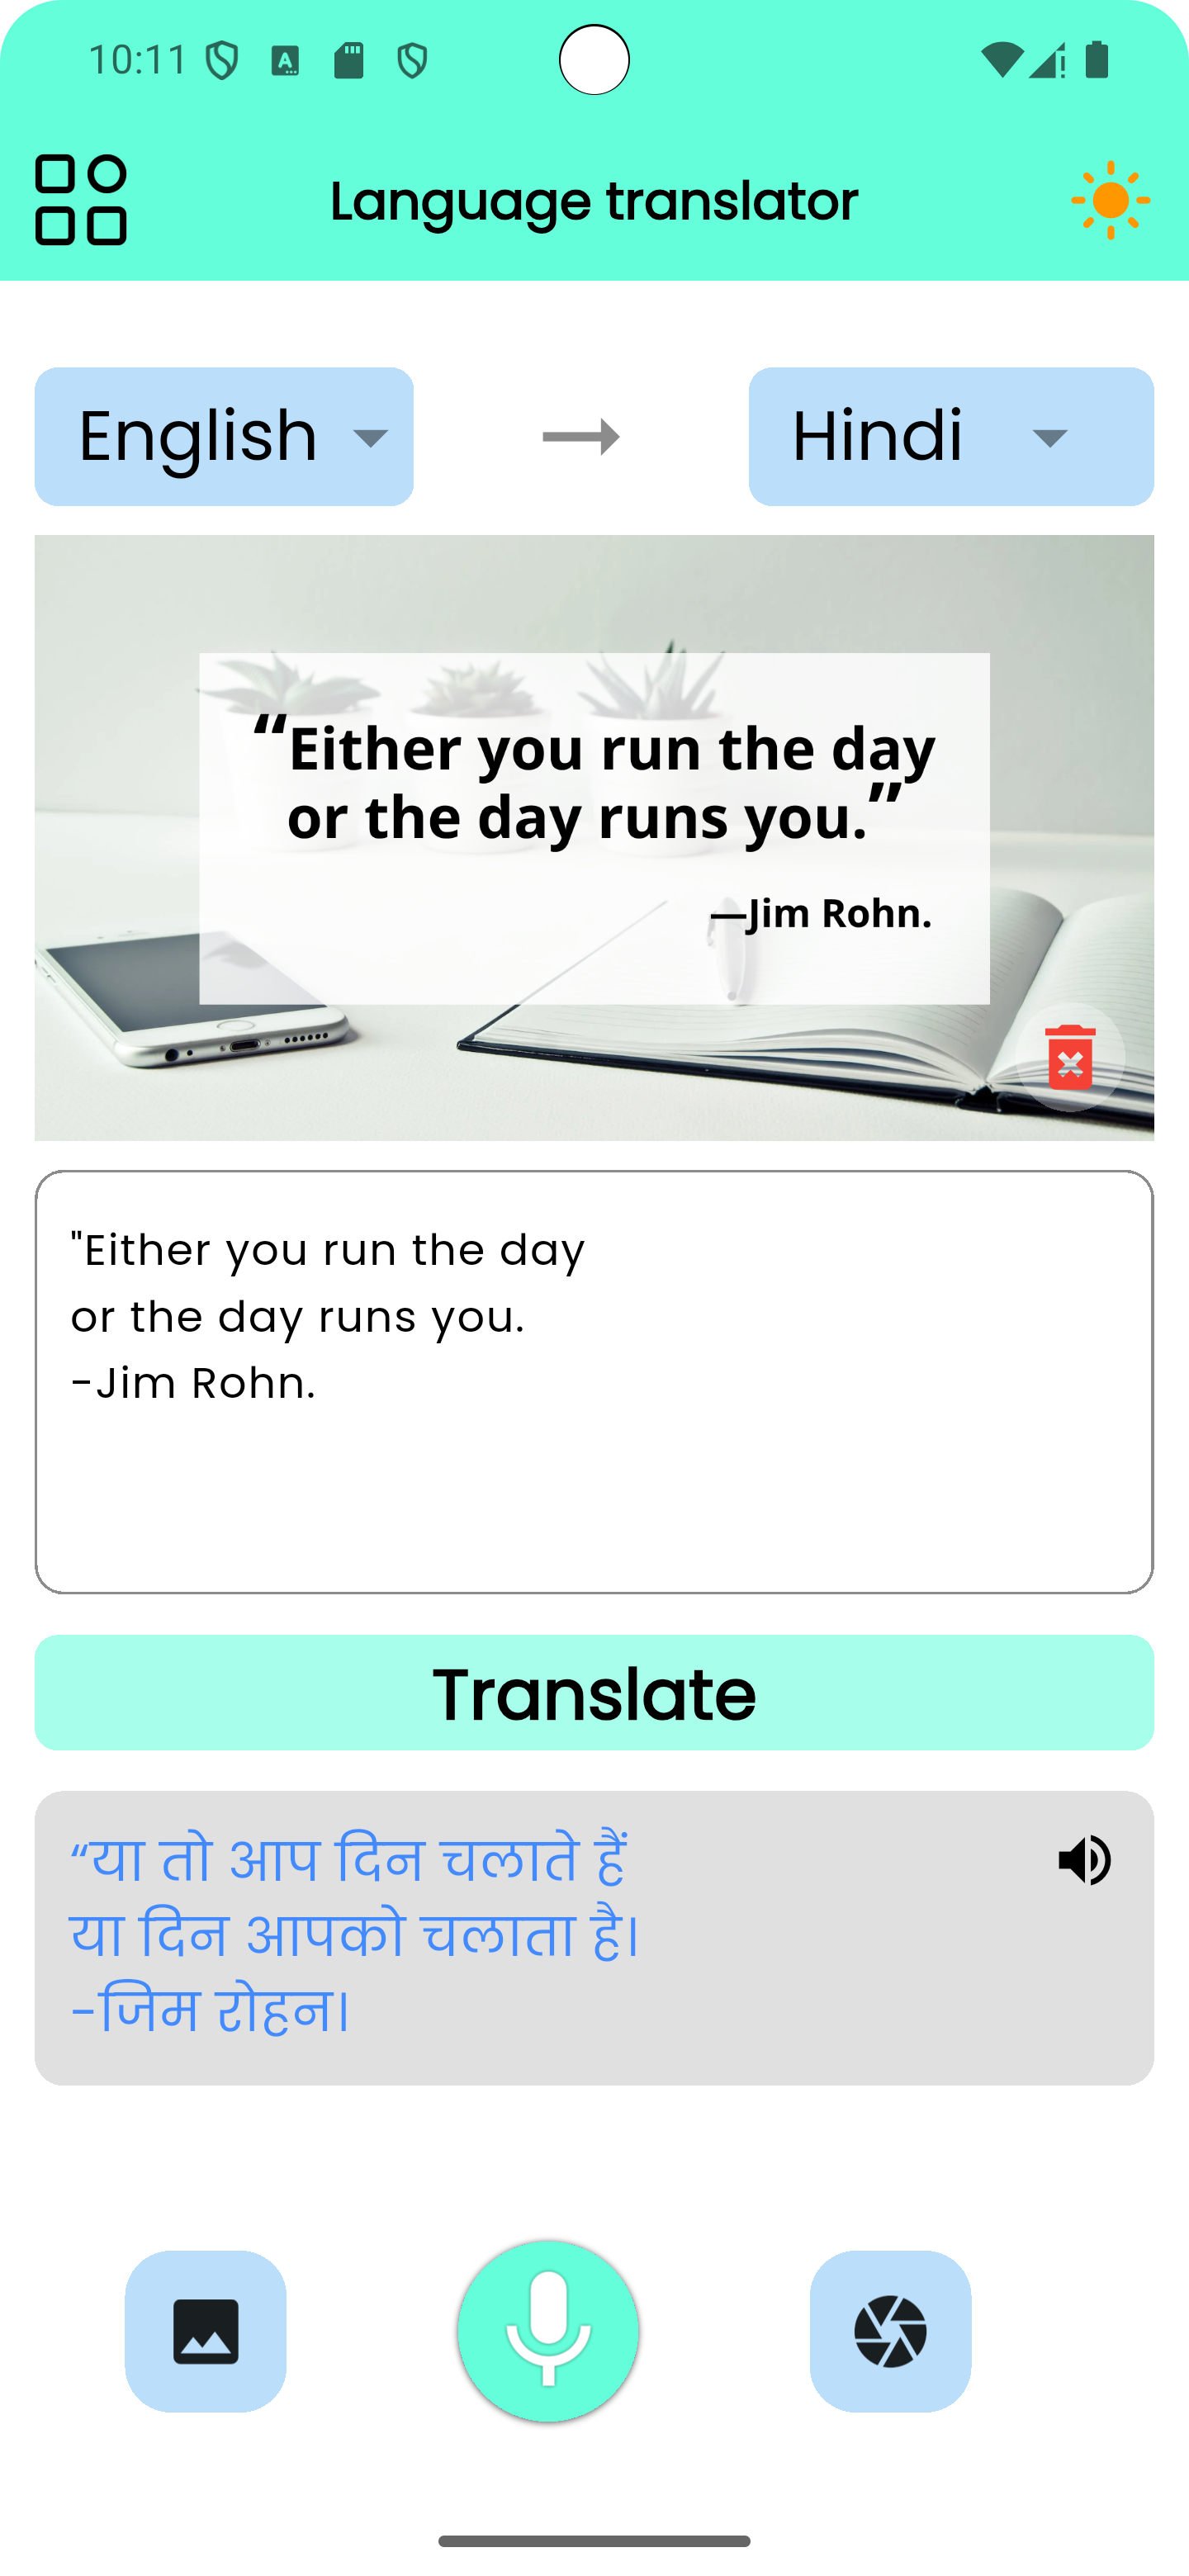 10:11
Language translator
English
Hindi
“Either you run the day
or the day runs you.”
—Jim Rohn.
"Either you run the day
or the day runs you.
-Jim Rohn.
Translate
“या तो आप दिन चलाते हैं
या दिन आपको चलाता है।
-जिम रोहन।